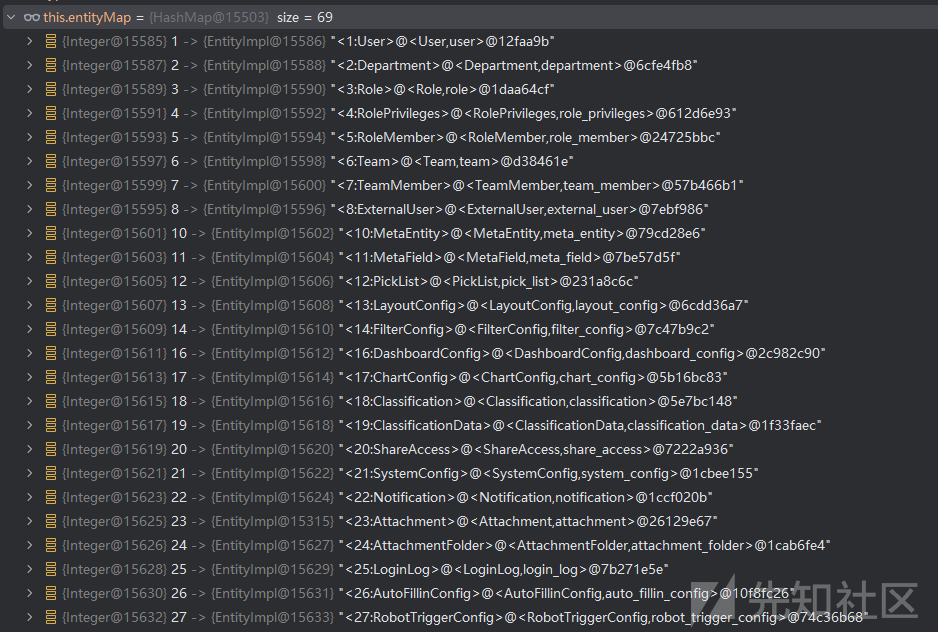 this.entityMap = {HashMap@15503} size = 69
{Integer@15585} 1 -> {EntityImpl@15586} "<1:User>@<User,user>@12faa9b"
{Integer@15587} 2 -> {EntityImpl@15588} "<2:Department>@<Department,department>@6cfe4fb8"
{Integer@15589} 3 -> {EntityImpl@15590} "<3:Role>@<Role,role>@1daa64cf"
{Integer@15591} 4 -> {EntityImpl@15592} "<4:RolePrivileges>@<RolePrivileges,role_privileges>@612d6e93"
{Integer@15593} 5 -> {EntityImpl@15594} "<5:RoleMember>@<RoleMember,role_member>@24725bbc"
{Integer@15597} 6 -> {EntityImpl@15598} "<6:Team>@<Team,team>@d38461e"
{Integer@15599} 7 -> {EntityImpl@15600} "<7:TeamMember>@<TeamMember,team_member>@57b466b1"
{Integer@15595} 8 -> {EntityImpl@15596} "<8:ExternalUser>@<ExternalUser,external_user>@7ebf986"
{Integer@15601} 10 -> {EntityImpl@15602} "<10:MetaEntity>@<MetaEntity,meta_entity>@79cd28e6"
{Integer@15603} 11 -> {EntityImpl@15604} "<11:MetaField>@<MetaField,meta_field>@7be57d5f"
{Integer@15605} 12 -> {EntityImpl@15606} "<12:PickList>@<PickList,pick_list>@231a8c6c"
{Integer@15607} 13 -> {EntityImpl@15608} "<13:LayoutConfig>@<LayoutConfig,layout_config>@6cdd36a7"
{Integer@15609} 14 -> {EntityImpl@15610} "<14:FilterConfig>@<FilterConfig,filter_config>@7c47b9c2"
{Integer@15611} 16 -> {EntityImpl@15612} "<16:DashboardConfig>@<DashboardConfig,dashboard_config>@2c982c90"
{Integer@15613} 17 -> {EntityImpl@15614} "<17:ChartConfig>@<ChartConfig,chart_config>@5b16bc83"
{Integer@15615} 18 -> {EntityImpl@15616} "<18:Classification>@<Classification,classification>@5e7bc148"
{Integer@15617} 19 -> {EntityImpl@15618} "<19:ClassificationData>@<ClassificationData,classification_data>@1f33faec"
{Integer@15619} 20 -> {EntityImpl@15620} "<20:ShareAccess>@<ShareAccess,share_access>@7222a936"
{Integer@15621} 21 -> {EntityImpl@15622} "<21:SystemConfig>@<SystemConfig,system_config>@1cbee155"
{Integer@15623} 22 -> {EntityImpl@15624} "<22:Notification>@<Notification,notification>@1ccf020b"
{Integer@15625} 23 -> {EntityImpl@15315} "<23:Attachment>@<Attachment,attachment>@26129e67"
{Integer@15626} 24 -> {EntityImpl@15627} "<24:AttachmentFolder>@<AttachmentFolder,attachment_folder>@1cab6fe4"
{Integer@15628} 25 -> {EntityImpl@15629} "<25:LoginLog>@<LoginLog,login_log>@7b271e5e"
{Integer@15630} 26 -> {EntityImpl@15631} "<26:AutoFillinConfig>@<AutoFillinConfig,auto_fillin_config>@10f8fc26"
{Integer@15632} 27 -> {EntityImpl@15633} "<27:RobotTriggerConfig>@<RobotTriggerConfig,robot_trigger_config>@74c36b68"
先知社区